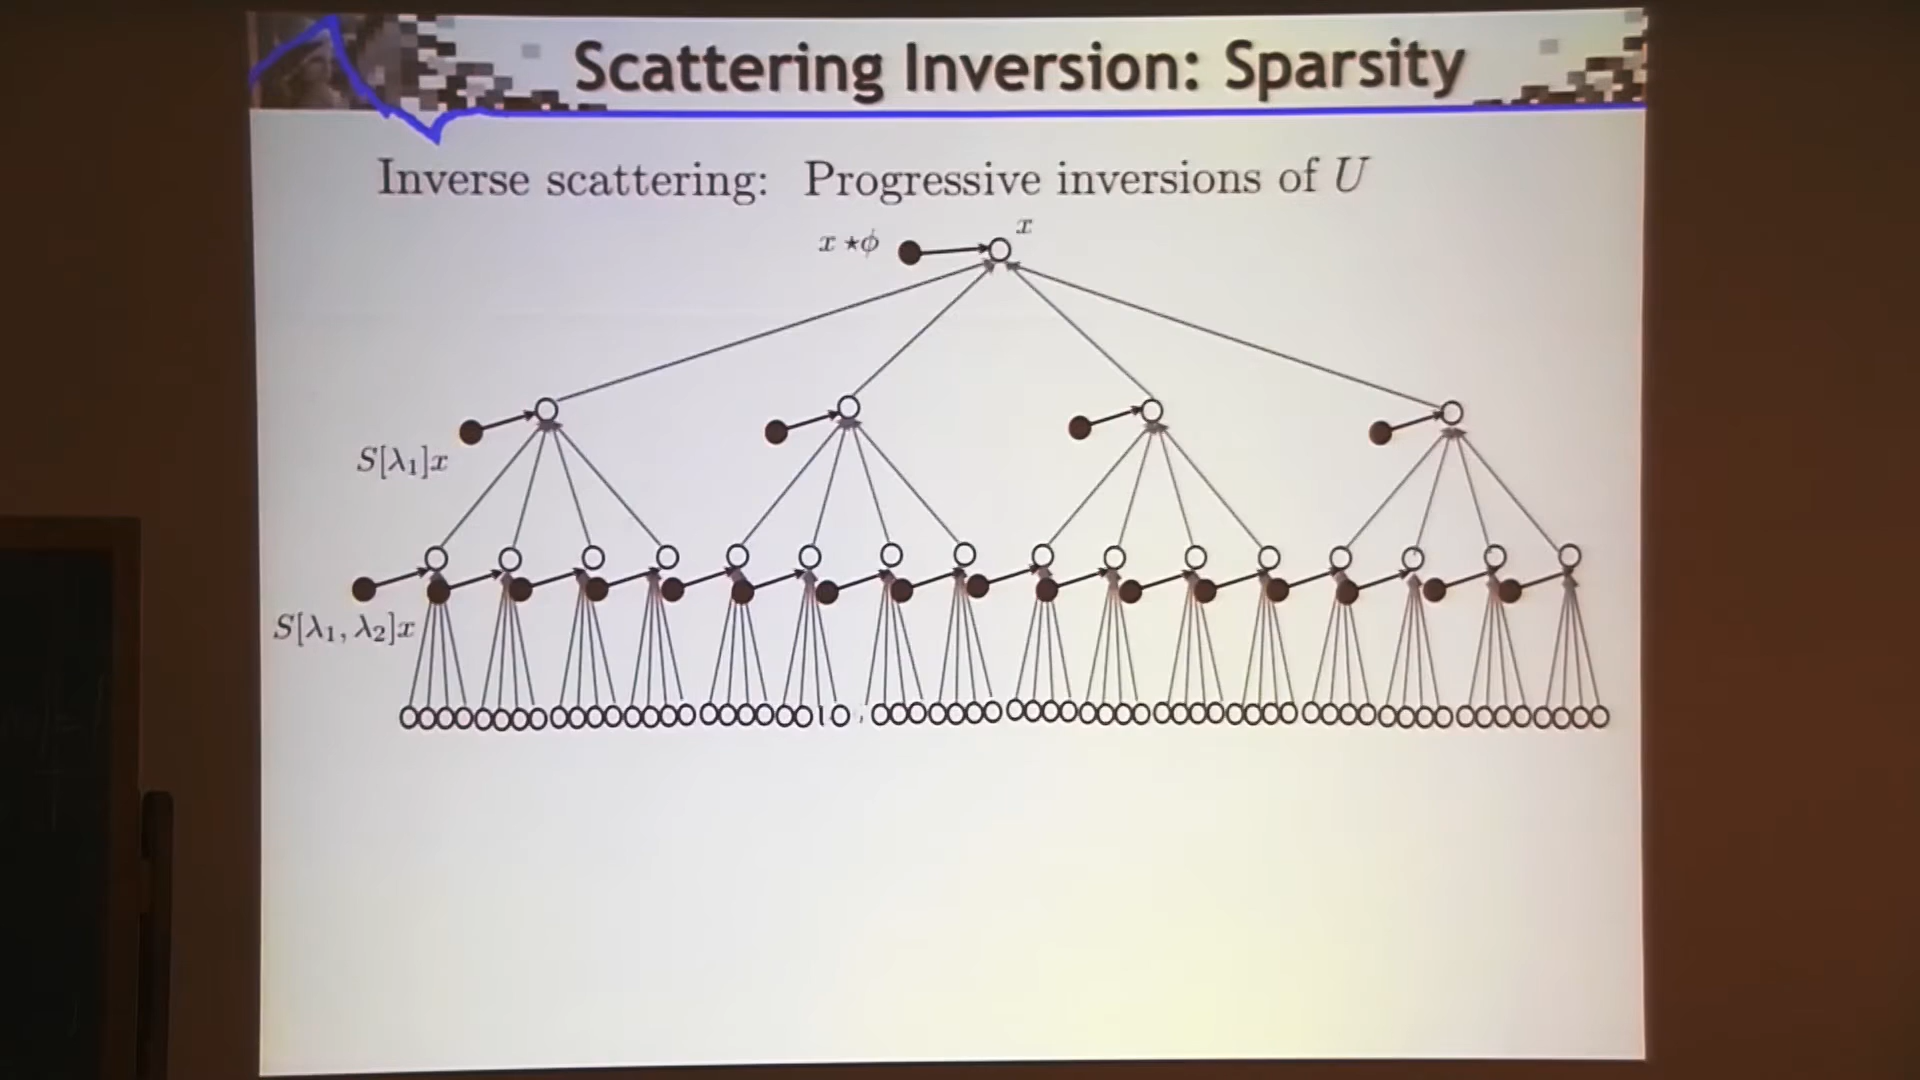 Scattering Inversion: Sparsity
Inverse scattering: Progressive inversions of U
x ⋆ ϕ
x
S[λ₁]x
S[λ₁, λ₂]x